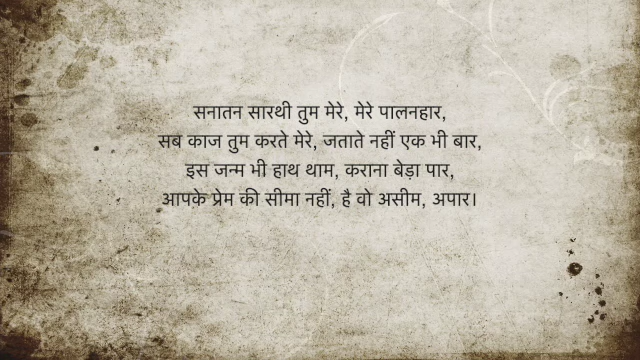 सनातन सारथी तुम मेरे, मेरे पालनहार,
सब काज तुम करते मेरे, जताते नहीं एक भी बार,
इस जन्म भी हाथ थाम, कराना बेड़ा पार,
आपके प्रेम की सीमा नहीं, है वो असीम, अपार।